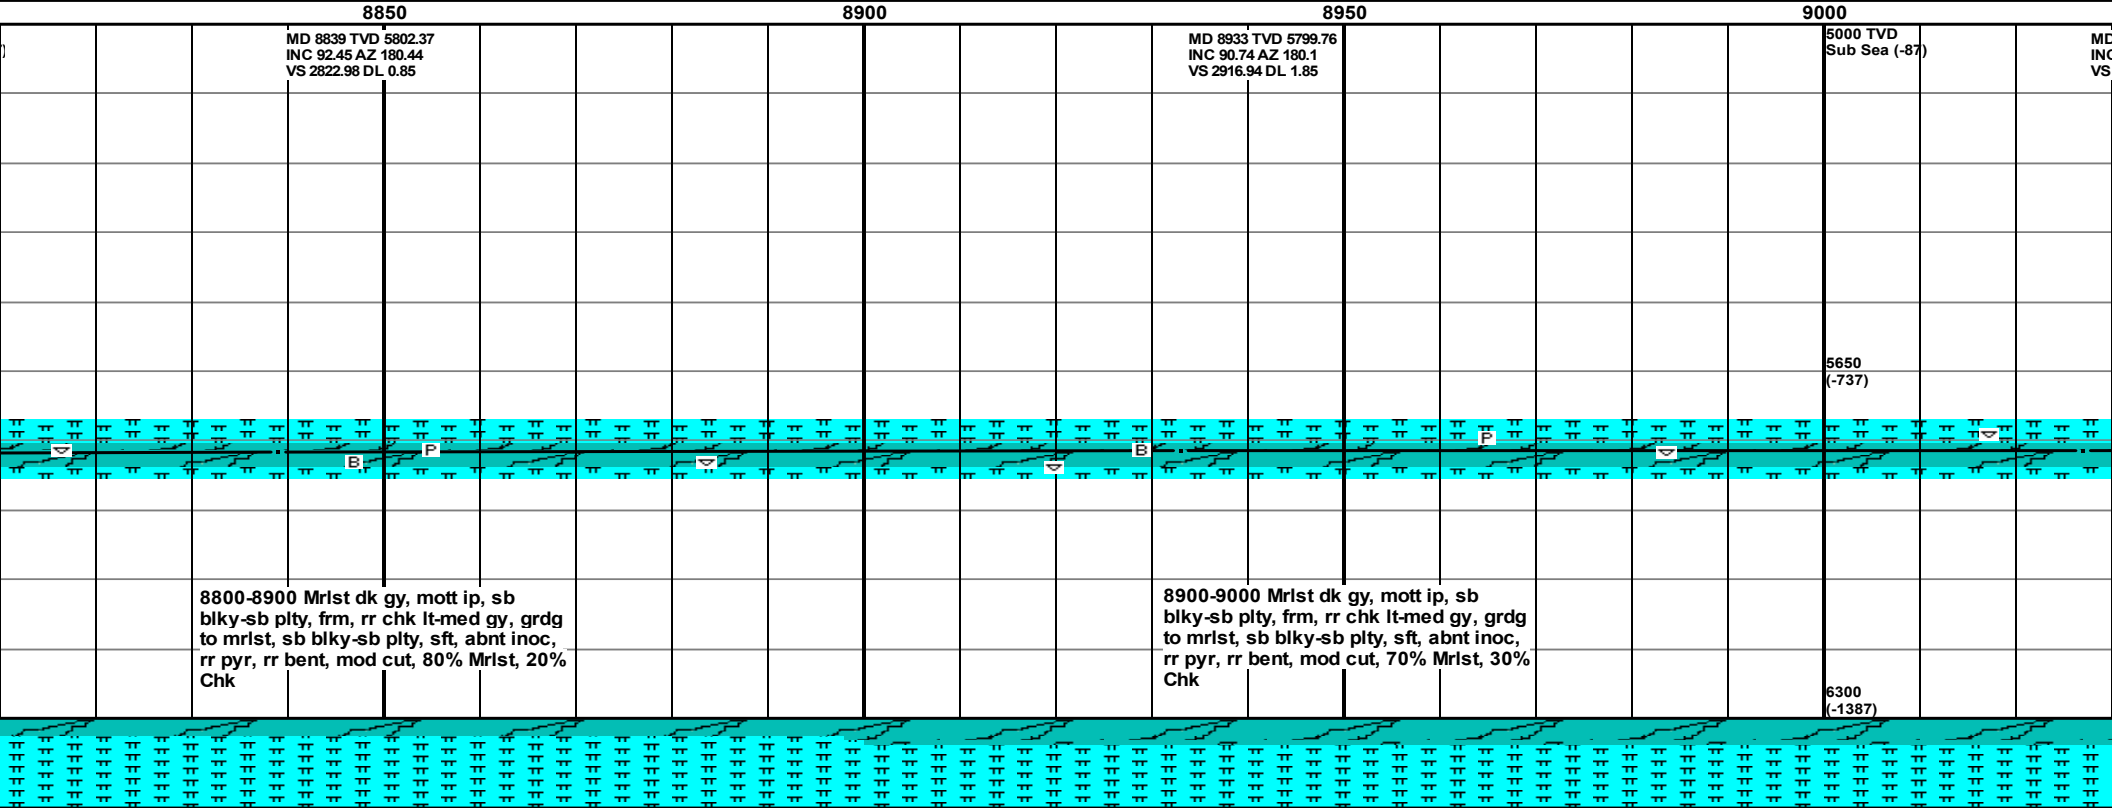 8850
8900
8950
9000
MD 8839 TVD 5802.37
INC 92.45 AZ 180.44
VS 2822.98 DL 0.85
MD 8933 TVD 5799.76
INC 90.74 AZ 180.1
VS 2916.94 DL 1.85
5000 TVD
Sub Sea (-87)
MD
INC
VS
5650
(-737)
P
B
P
B
8800-8900 Mrlst dk gy, mott ip, sb
blky-sb plty, frm, rr chk lt-med gy, grdg
to mrlst, sb blky-sb plty, sft, abnt inoc,
rr pyr, rr bent, mod cut, 80% Mrlst, 20%
Chk
8900-9000 Mrlst dk gy, mott ip, sb
blky-sb plty, frm, rr chk lt-med gy, grdg
to mrlst, sb blky-sb plty, sft, abnt inoc,
rr pyr, rr bent, mod cut, 70% Mrlst, 30%
Chk
6300
(-1387)